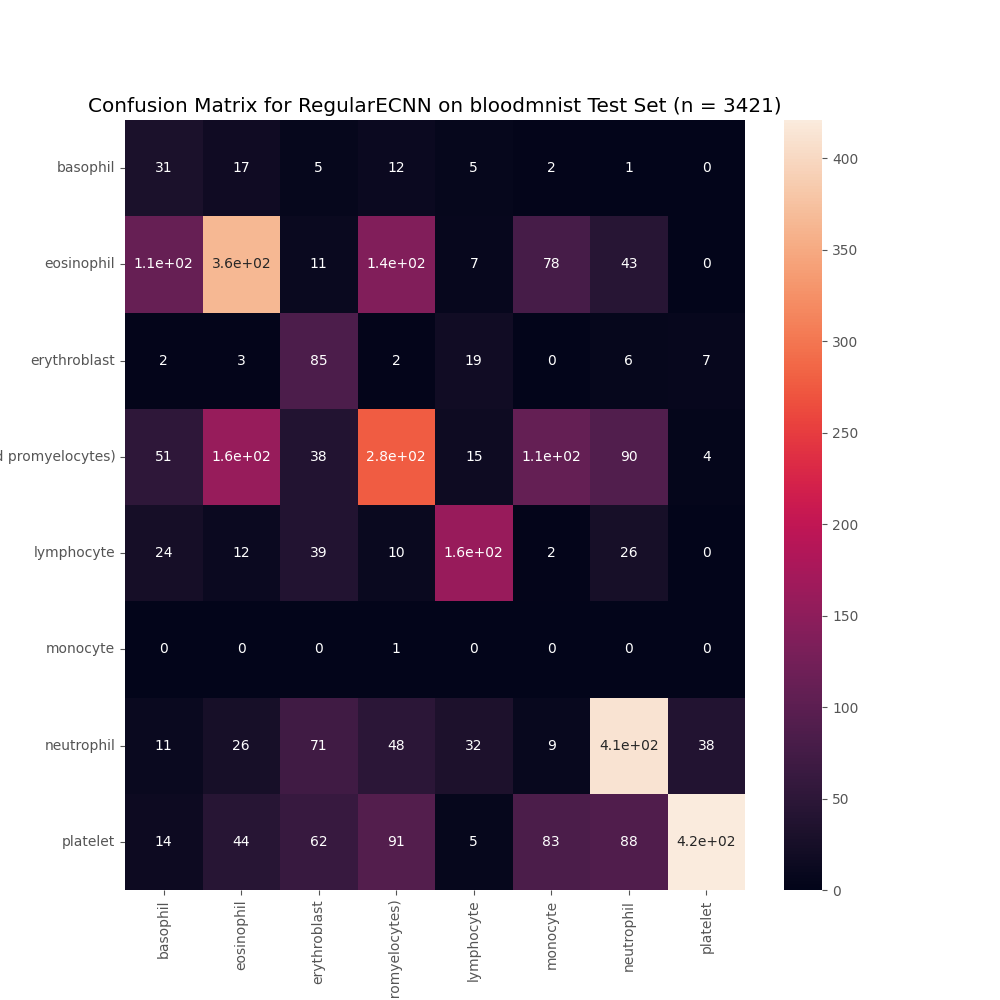 Confusion Matrix for RegularECNN on bloodmnist Test Set (n = 3421)
basophil 31 17 5 12 5 2 1 0
eosinophil 1.1e+02 3.6e+02 11 1.4e+02 7 78 43 0
erythroblast 2 3 85 2 19 0 6 7
d promyelocytes) 51 1.6e+02 38 2.8e+02 15 1.1e+02 90 4
lymphocyte 24 12 39 10 1.6e+02 2 26 0
monocyte 0 0 0 1 0 0 0 0
neutrophil 11 26 71 48 32 9 4.1e+02 38
platelet 14 44 62 91 5 83 88 4.2e+02
basophil
eosinophil
erythroblast
romyelocytes)
lymphocyte
monocyte
neutrophil
platelet
400
350
300
250
200
150
100
50
0